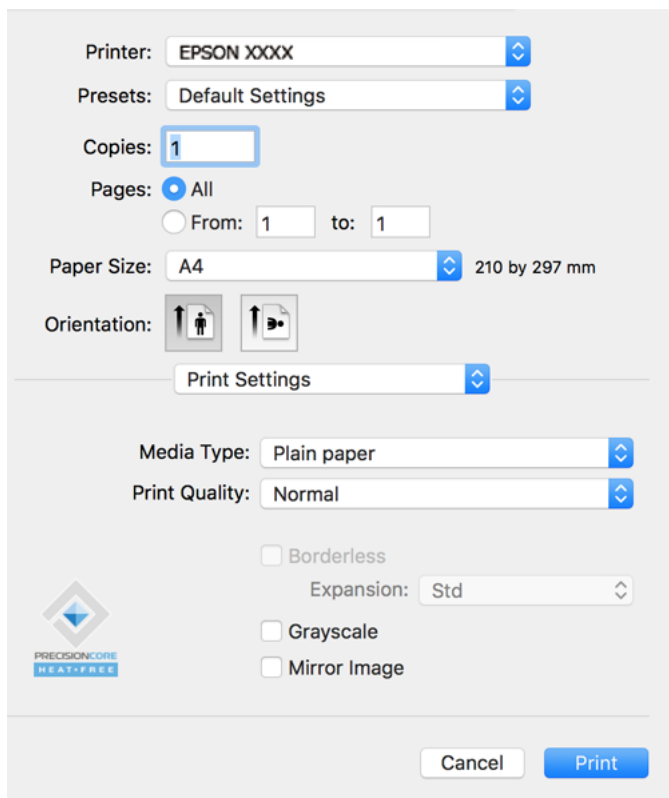 Printer: EPSON XXXX
Presets: Default Settings
Copies: 1
Pages: All
From: 1 to: 1
Paper Size: A4 210 by 297 mm
Orientation:
Print Settings
Media Type: Plain paper
Print Quality: Normal
Borderless
Expansion: Std
Grayscale
Mirror Image
PRECISIONCORE
HEAT•FREE
Cancel Print